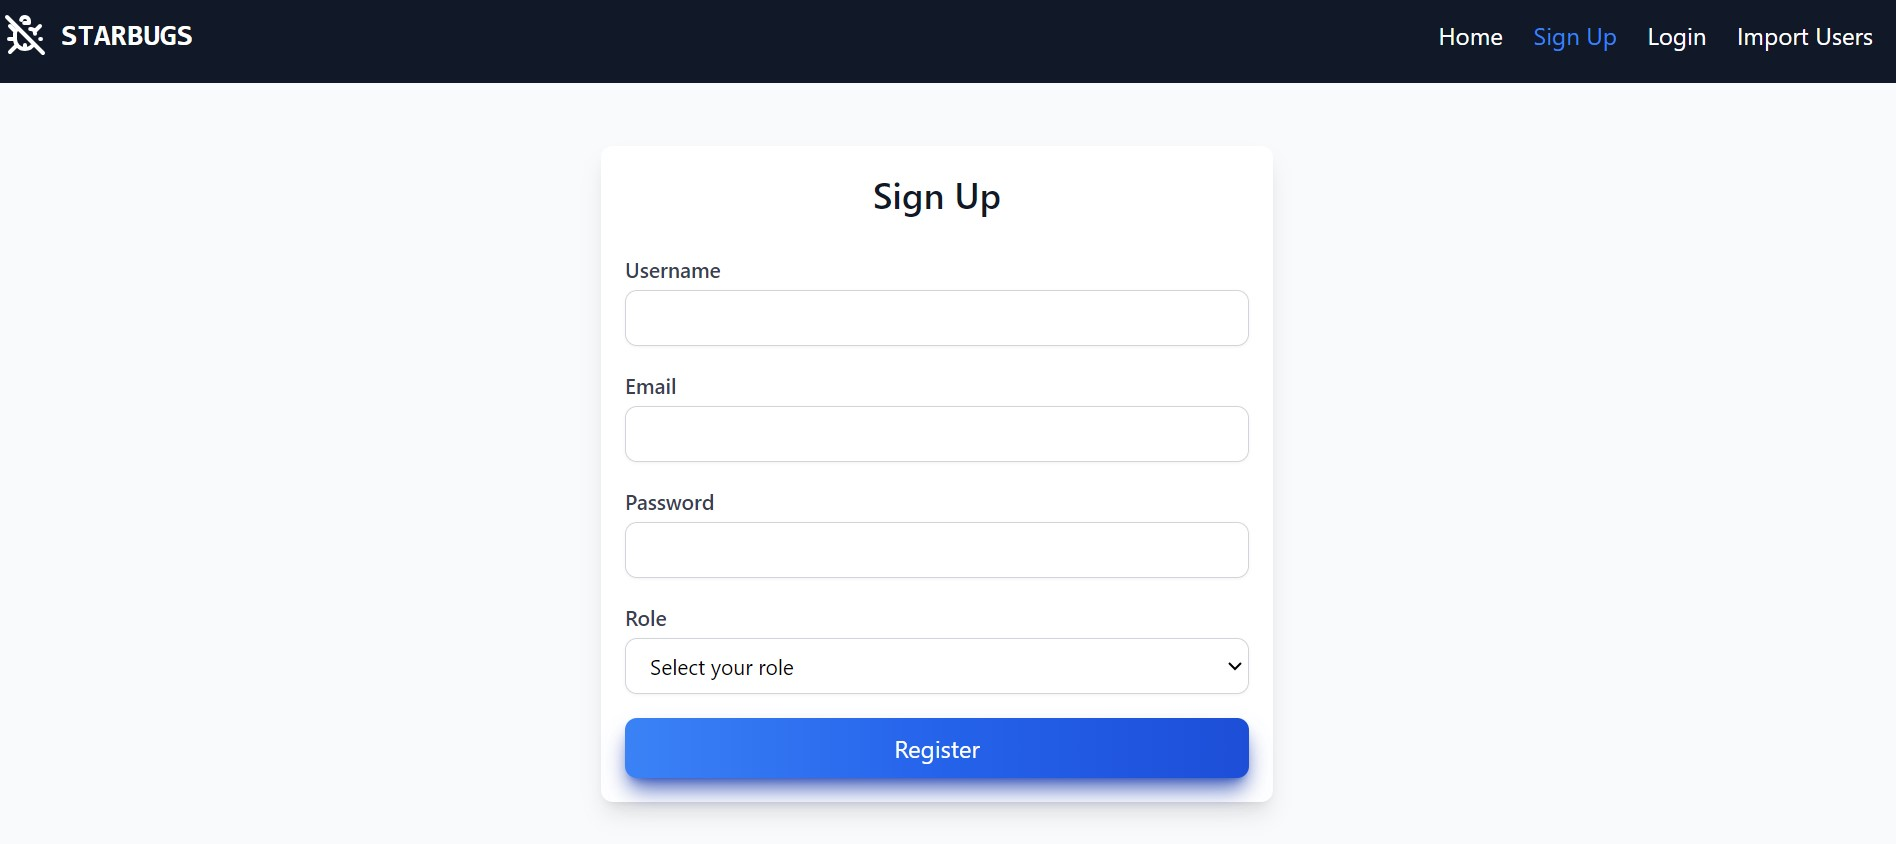 STARBUGS
Home Sign Up Login Import Users
Sign Up
Username
Email
Password
Role
Select your role
Register